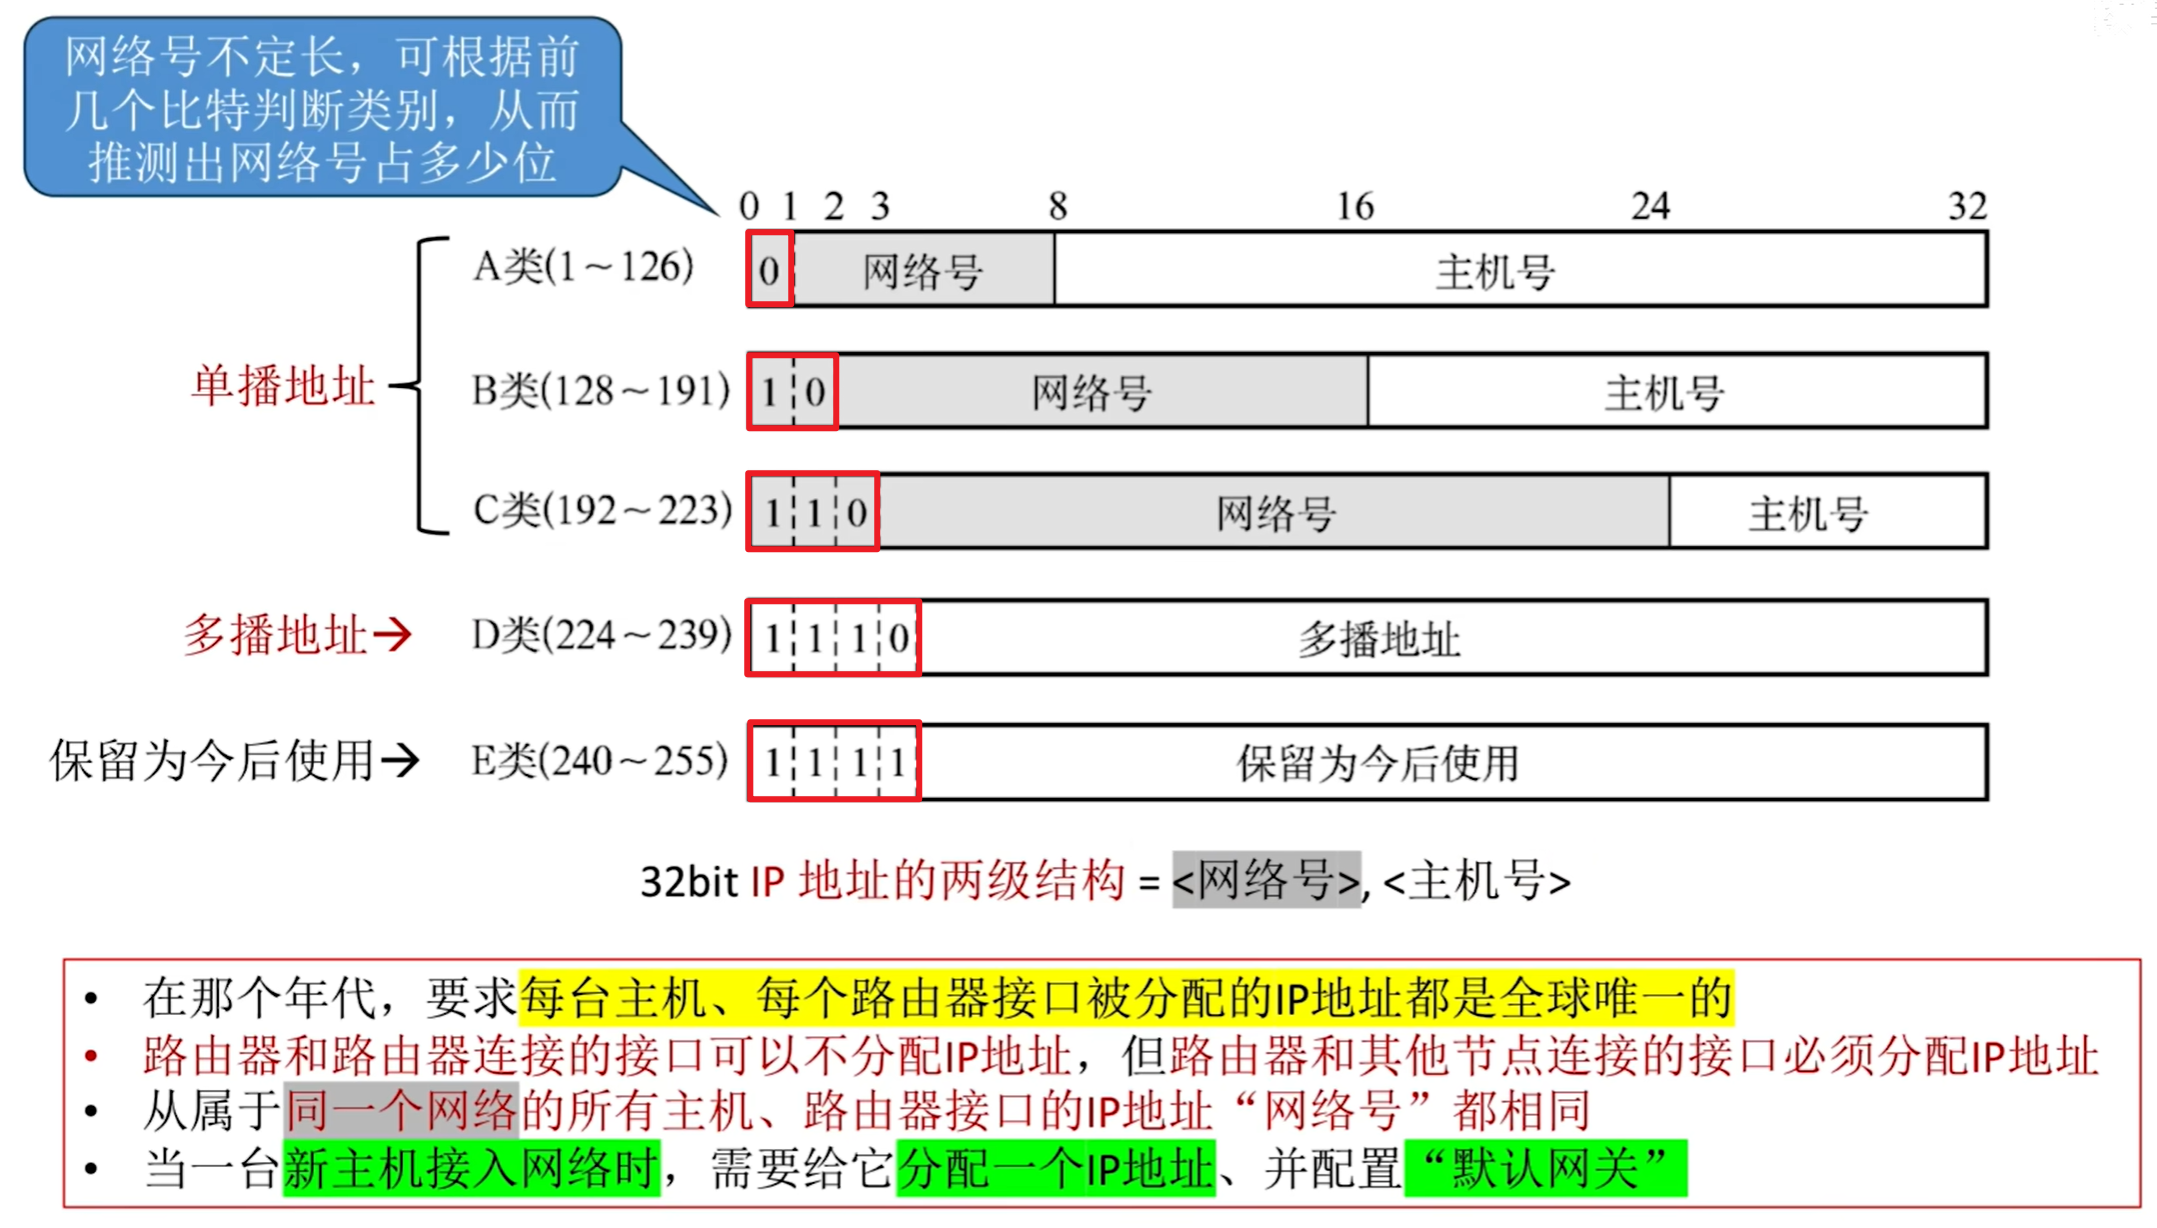 网络号不定长，可根据前
几个比特判断类别，从而
推测出网络号占多少位
0 1 2 3 8 16 24 32
A类(1～126) 0 网络号 主机号
单播地址
B类(128～191) 1 0 网络号 主机号
C类(192～223) 1 1 0 网络号 主机号
多播地址→ D类(224～239) 1 1 1 0 多播地址
保留为今后使用→ E类(240～255) 1 1 1 1 保留为今后使用
32bit IP 地址的两级结构 = <网络号>, <主机号>
• 在那个年代，要求每台主机、每个路由器接口被分配的IP地址都是全球唯一的
• 路由器和路由器连接的接口可以不分配IP地址，但路由器和其他节点连接的接口必须分配IP地址
• 从属于同一个网络的所有主机、路由器接口的IP地址“网络号”都相同
• 当一台新主机接入网络时，需要给它分配一个IP地址、并配置“默认网关”